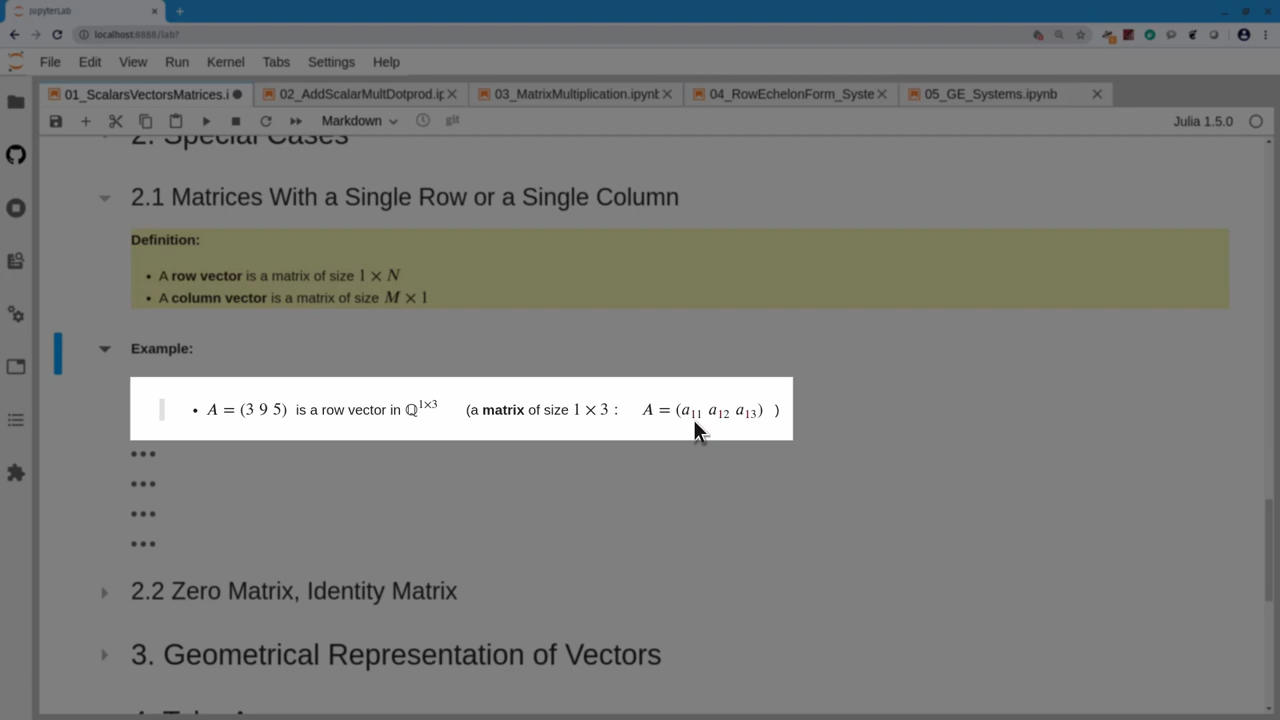 JupyterLab
localhost:8888/lab?
File Edit View Run Kernel Tabs Settings Help
01_ScalarsVectorsMatrices.i 02_AddScalarMultDotprod.ip 03_MatrixMultiplication.ipynb 04_RowEchelonForm_Syste 05_GE_Systems.ipynb
Markdown git Julia 1.5.0
2. Special Cases
2.1 Matrices With a Single Row or a Single Column
Definition:
• A row vector is a matrix of size 1 × N
• A column vector is a matrix of size M × 1
Example:
• A = (3 9 5) is a row vector in ℚ^{1×3} (a matrix of size 1 × 3 : A = (a₁₁ a₁₂ a₁₃) )
•••
•••
•••
•••
2.2 Zero Matrix, Identity Matrix
3. Geometrical Representation of Vectors